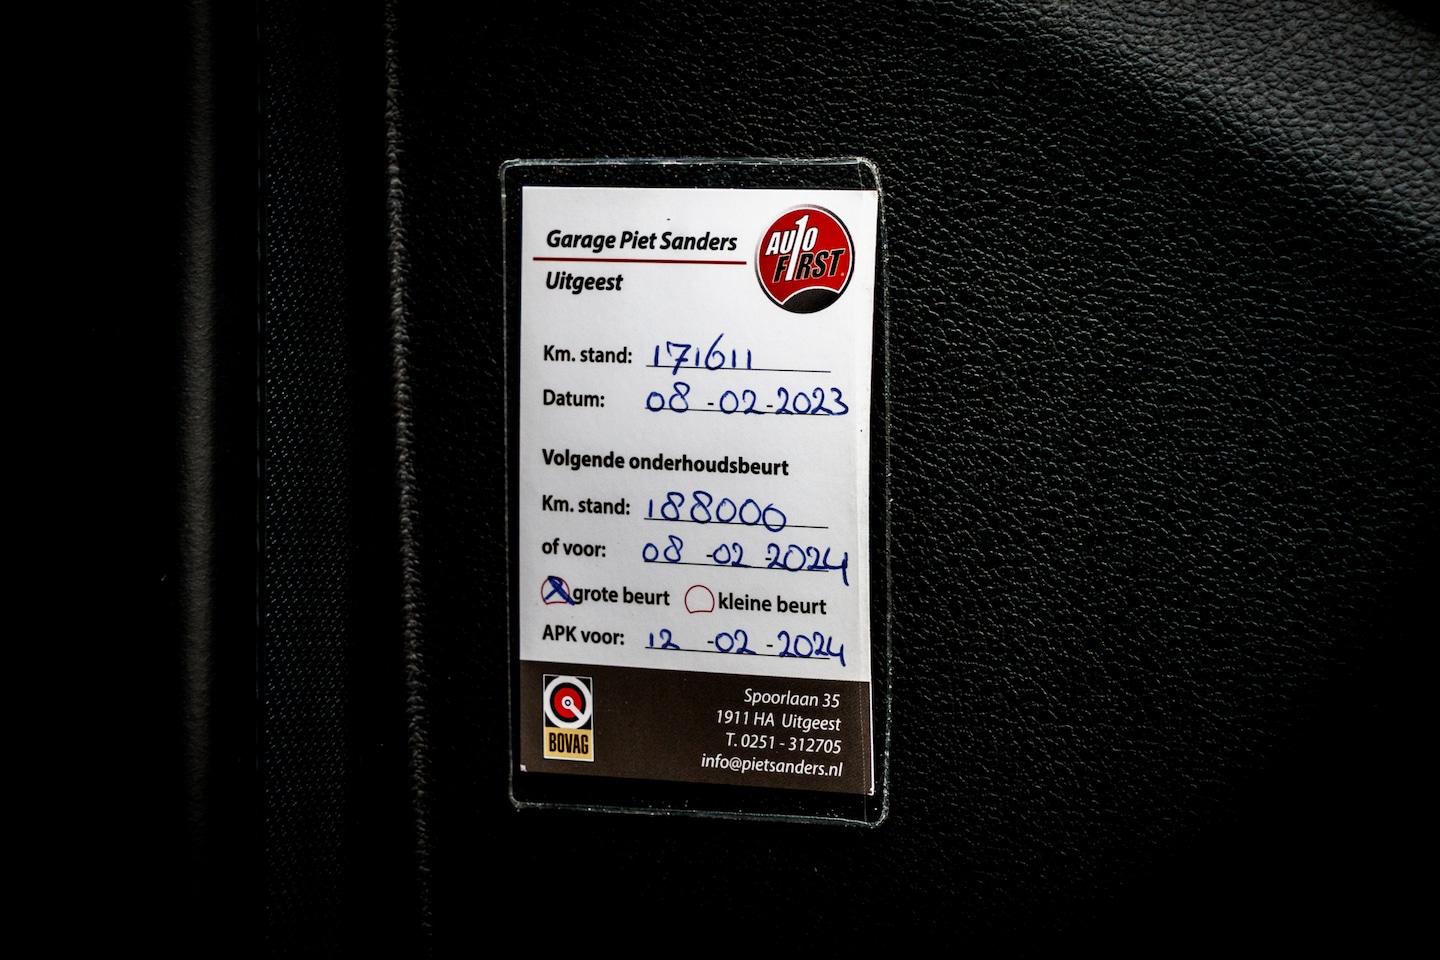 Garage Piet Sanders
AUTO
FIRST
Uitgeest
Km. stand: 171611
Datum: 08-02-2023
Volgende onderhoudsbeurt
Km. stand: 188000
of voor: 08-02 2024
grote beurt kleine beurt
APK voor: 12-02-2024
BOVAG
Spoorlaan 35
1911 HA Uitgeest
T. 0251 - 312705
info@pietsanders.nl